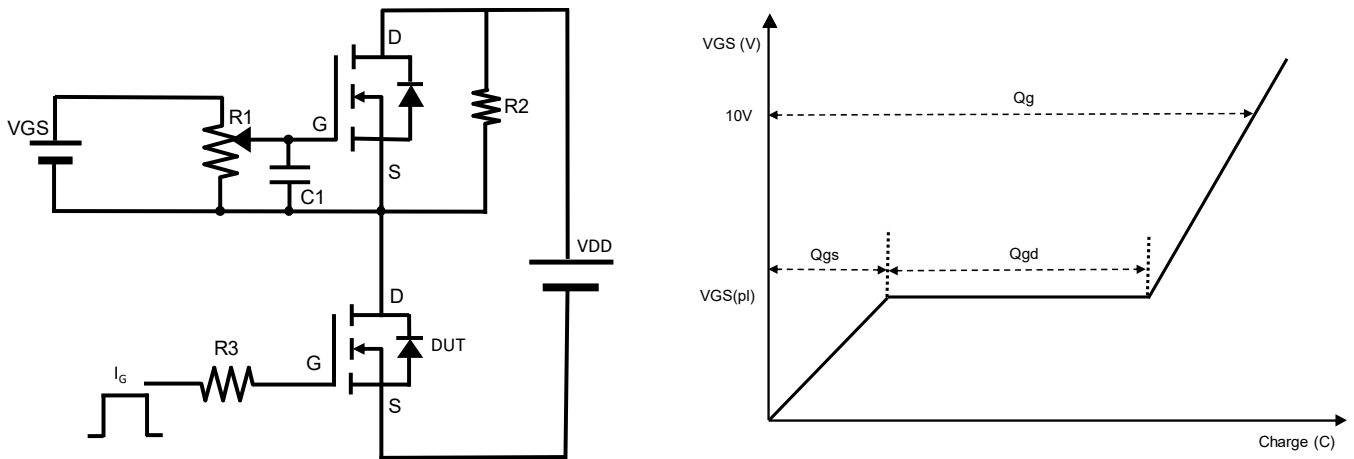 D
VGS
R1
G
R2
S
C1
VDD
D
R3
G
DUT
I_G
S
VGS (V)
Qg
10V
Qgs
Qgd
VGS(pl)
Charge (C)